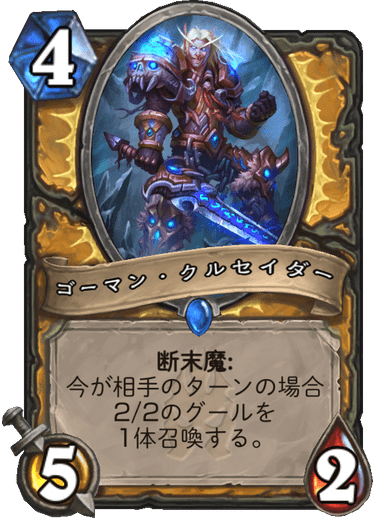 4
ゴーマン・クルセイダー
断末魔:
今が相手のターンの場合
2/2のグールを
1体召喚する。
5
2